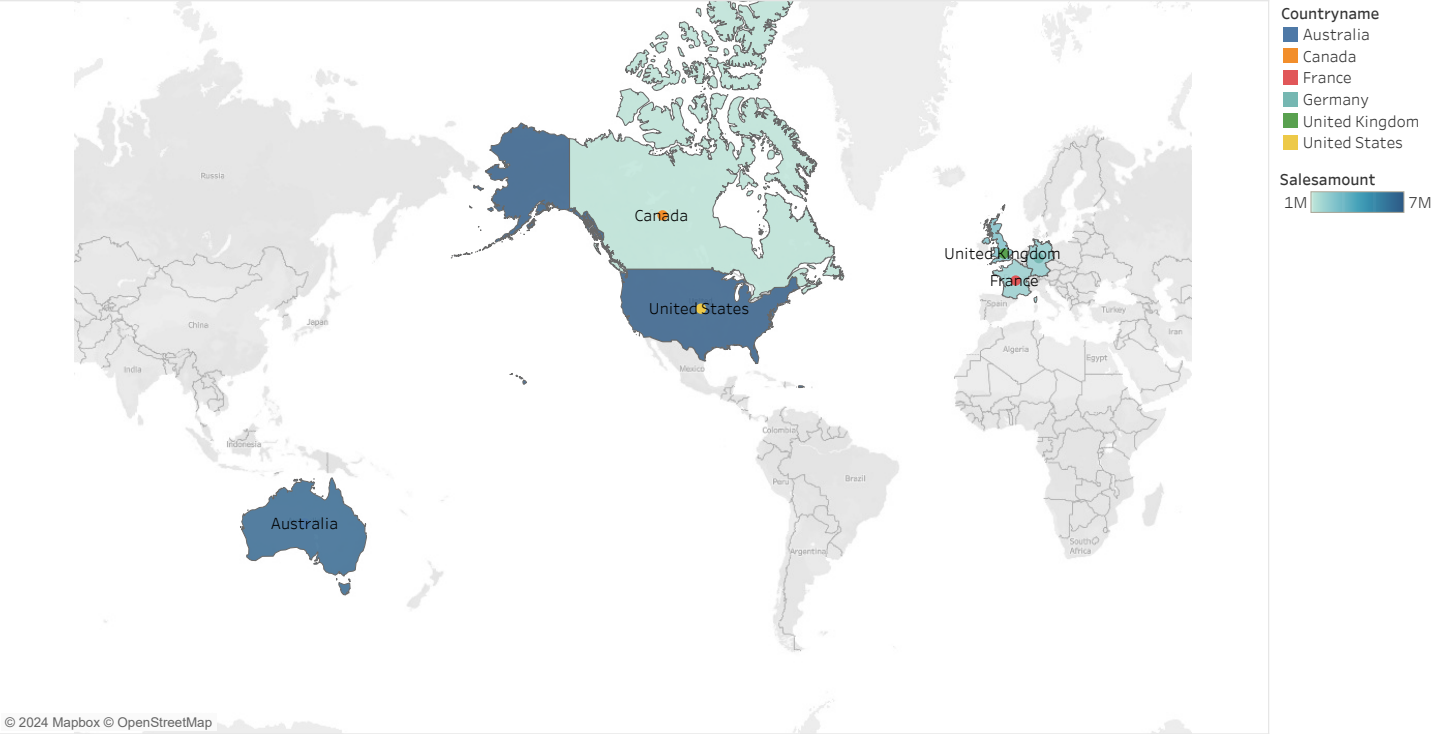 Countryname
Australia
Canada
France
Germany
United Kingdom
United States
Salesamount
1M 7M
Russia
Canada
United Kingdom
France
Spain
United States
China
Japan
Turkey
Iran
Algeria
Egypt
India
Mexico
Colombia
Indonesia
Peru
Brazil
Australia
South
Africa
Argentina
© 2024 Mapbox © OpenStreetMap